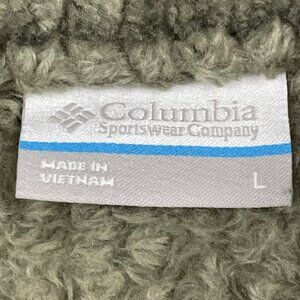 Columbia
Sportswear Company
MADE IN
VIETNAM
L